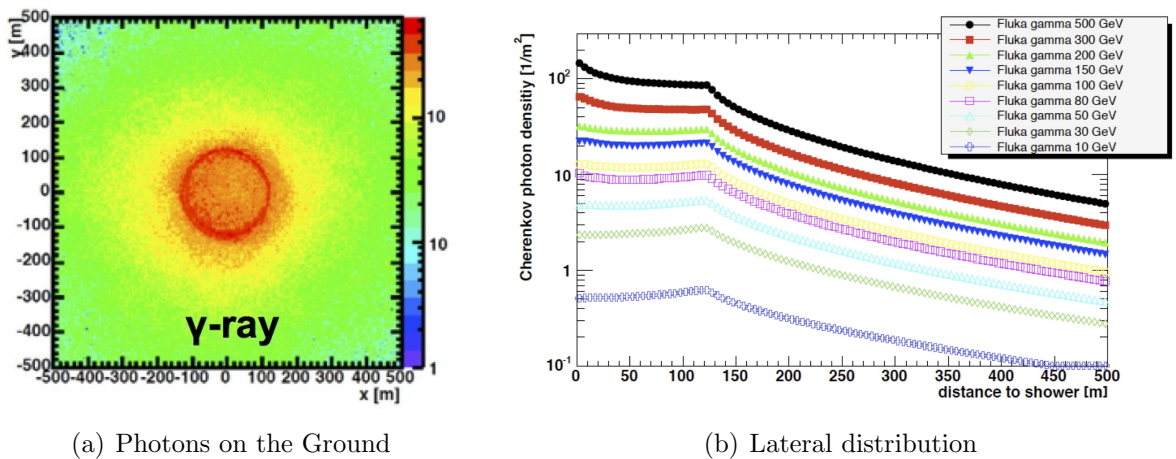 500
400
300
200
100
0
-100
-200
-300
-400
-500
y [m]
-500-400-300-200-100 0 100 200 300 400 500
x [m]
γ-ray
10
10
1
Cherenkov photon densitiy [1/m²]
10²
10
1
10⁻¹
0 50 100 150 200 250 300 350 400 450 500
distance to shower [m]
Fluka gamma 500 GeV
Fluka gamma 300 GeV
Fluka gamma 200 GeV
Fluka gamma 150 GeV
Fluka gamma 100 GeV
Fluka gamma 80 GeV
Fluka gamma 50 GeV
Fluka gamma 30 GeV
Fluka gamma 10 GeV
(a) Photons on the Ground
(b) Lateral distribution